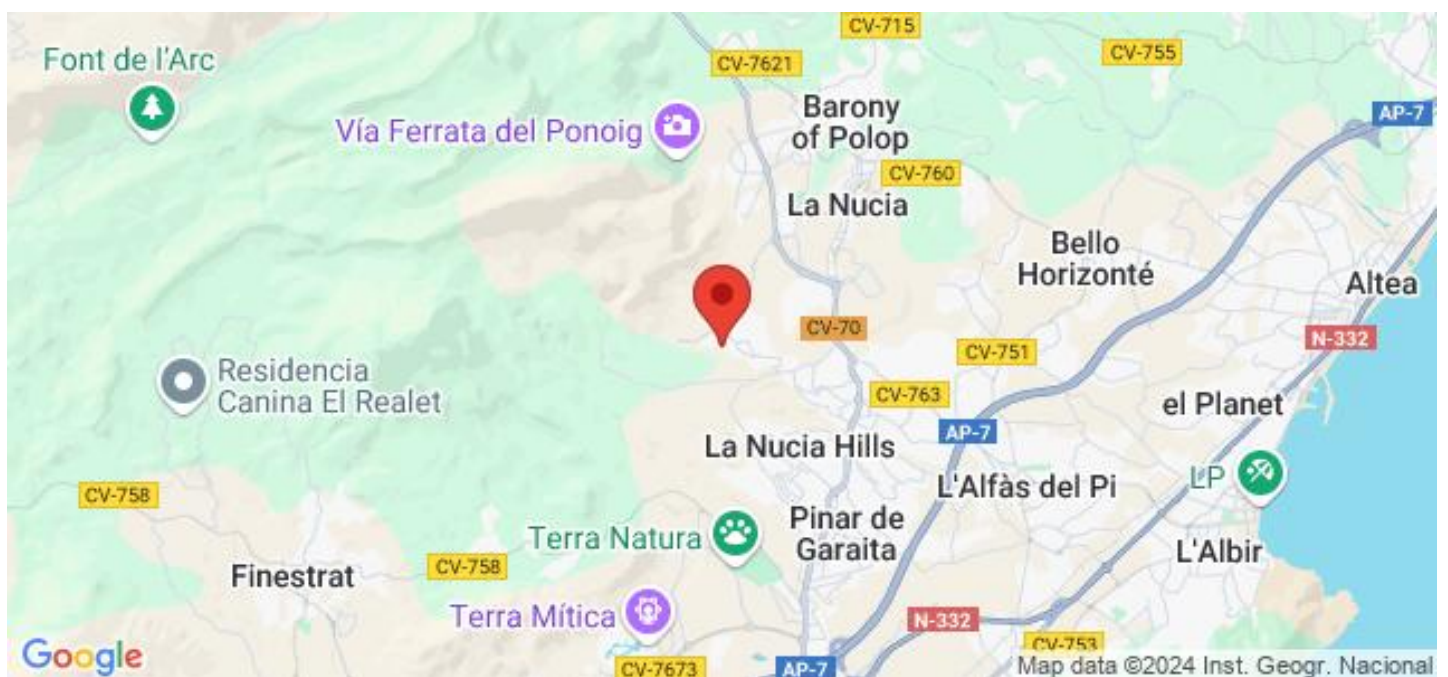 Font de l'Arc
CV-7621
CV-715
CV-755
AP-7
Vía Ferrata del Ponoig
Barony
of Polop
CV-760
La Nucia
Bello
Horizonté
Altea
CV-70
N-332
CV-751
Residencia
Canina El Realet
CV-763
el Planet
AP-7
La Nucia Hills
LP
L'Alfàs del Pi
CV-758
Terra Natura
Pinar de
Garaita
L'Albir
Finestrat
CV-758
Terra Mítica
N-332
CV-753
Google
CV-7673
AP-7
Map data ©2024 Inst. Geogr. Nacional